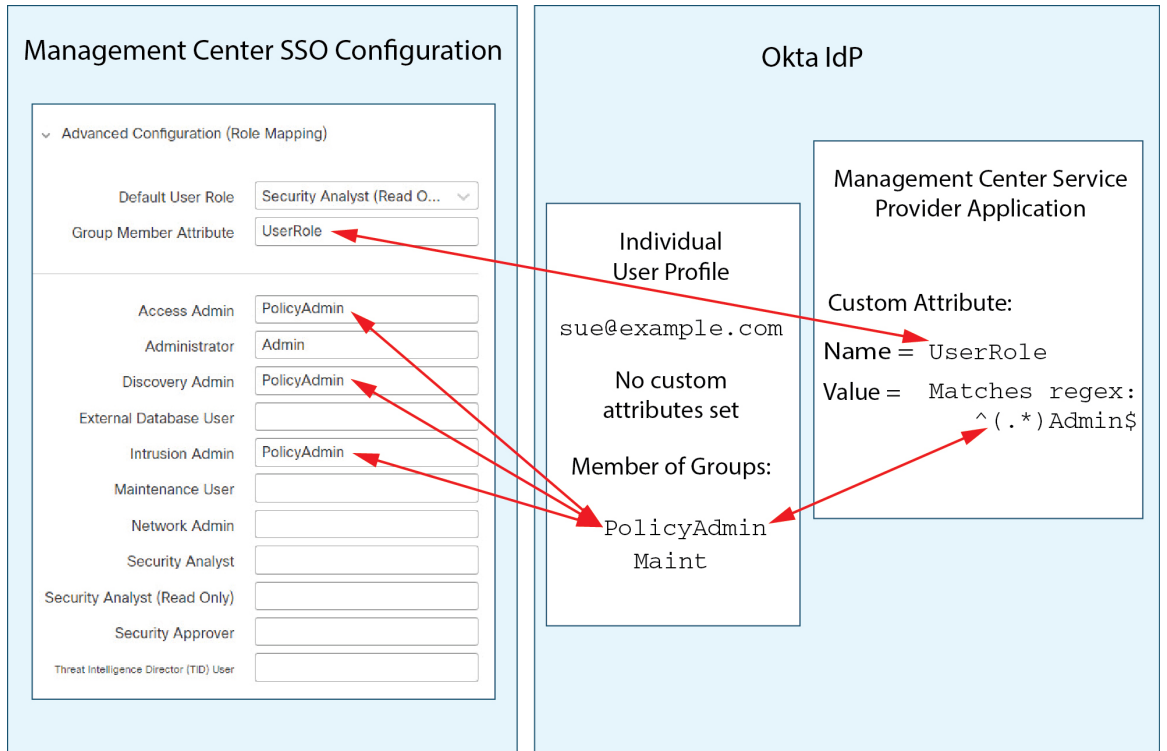 Management Center SSO Configuration
Advanced Configuration (Role Mapping)
Default User Role Security Analyst (Read O...
Group Member Attribute UserRole
Access Admin PolicyAdmin
Administrator Admin
Discovery Admin PolicyAdmin
External Database User
Intrusion Admin PolicyAdmin
Maintenance User
Network Admin
Security Analyst
Security Analyst (Read Only)
Security Approver
Threat Intelligence Director (TID) User
Okta IdP
Individual
User Profile
sue@example.com
No custom
attributes set
Member of Groups:
PolicyAdmin
Maint
Management Center Service
Provider Application
Custom Attribute:
Name = UserRole
Value = Matches regex:
^(.*)Admin$